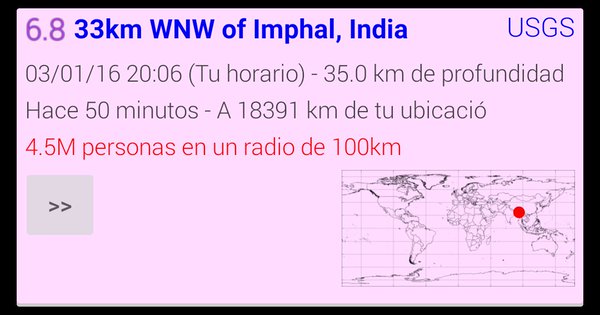 6.8 33km WNW of Imphal, India USGS
03/01/16 20:06 (Tu horario) - 35.0 km de profundidad
Hace 50 minutos - A 18391 km de tu ubicació
4.5M personas en un radio de 100km
>>